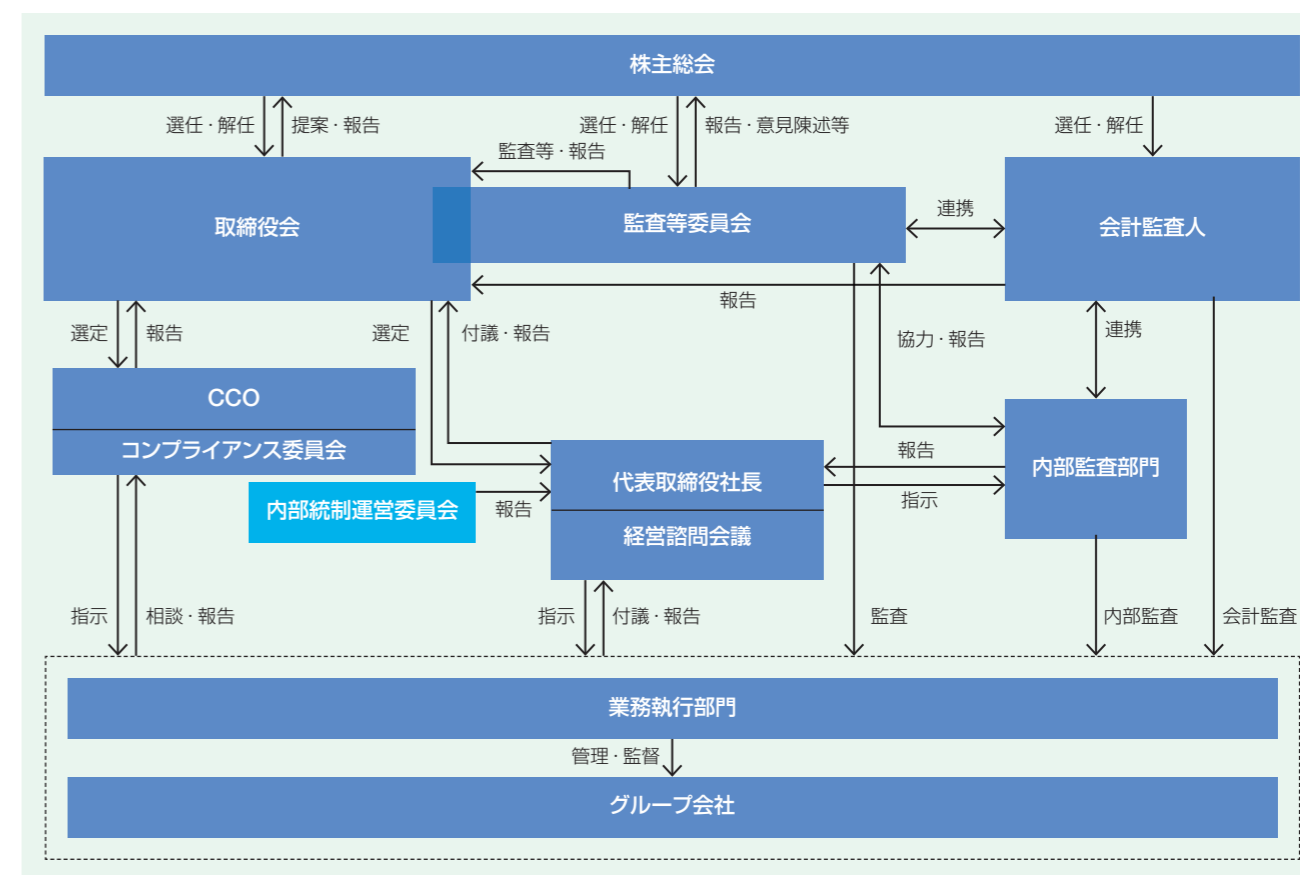 株主総会
選任・解任
提案・報告
選任・解任
報告・意見陳述等
選任・解任
監査等・報告
取締役会
監査等委員会
連携
会計監査人
報告
選定
報告
選定
付議・報告
協力・報告
連携
CCO
コンプライアンス委員会
内部統制運営委員会
報告
代表取締役社長
経営諮問会議
報告
指示
内部監査部門
指示
相談・報告
指示
付議・報告
監査
内部監査
会計監査
業務執行部門
管理・監督
グループ会社